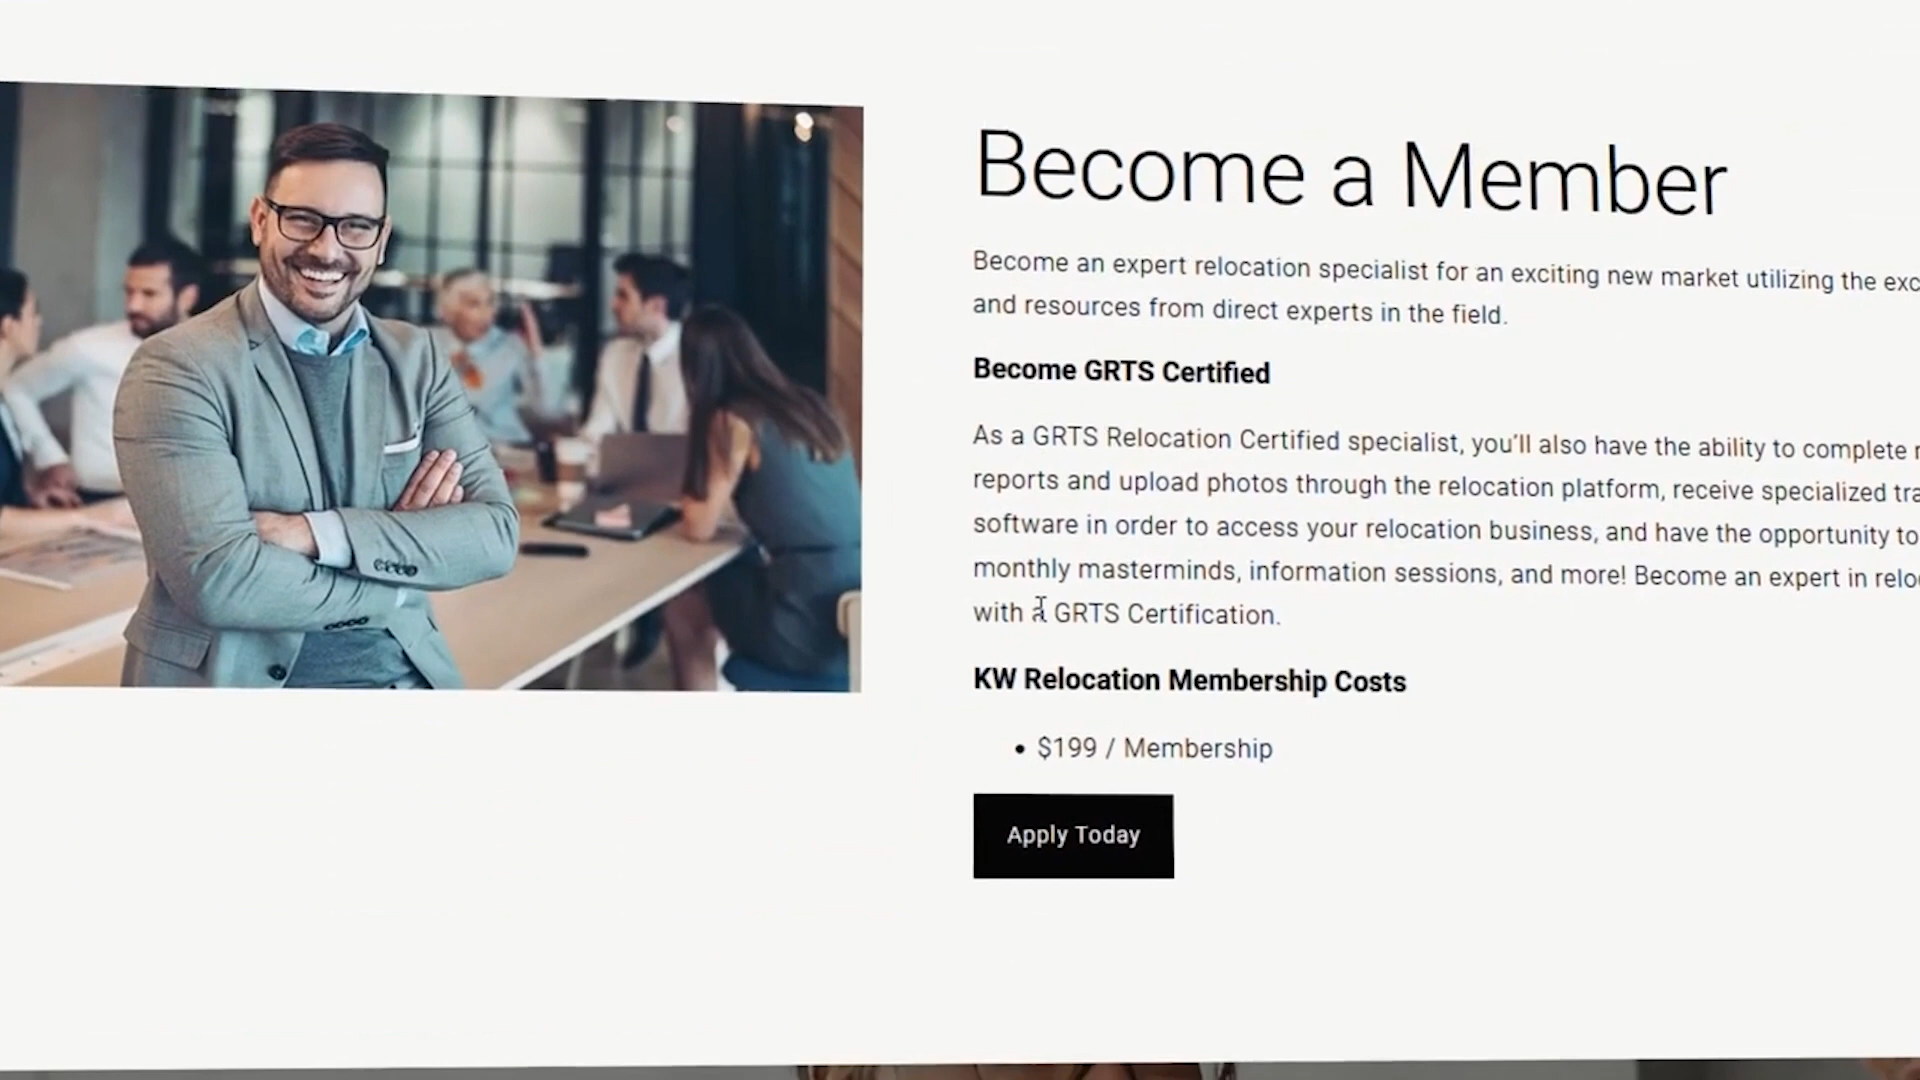 Become a Member
Become an expert relocation specialist for an exciting new market utilizing the
and resources from direct experts in the field.
Become GRTS Certified
As a GRTS Relocation Certified specialist, you'll also have the ability to complete
reports and upload photos through the relocation platform, receive specialized
software in order to access your relocation business, and have the opportunity to
monthly masterminds, information sessions, and more! Become an expert in
with a GRTS Certification.
KW Relocation Membership Costs
• $199 / Membership
Apply Today